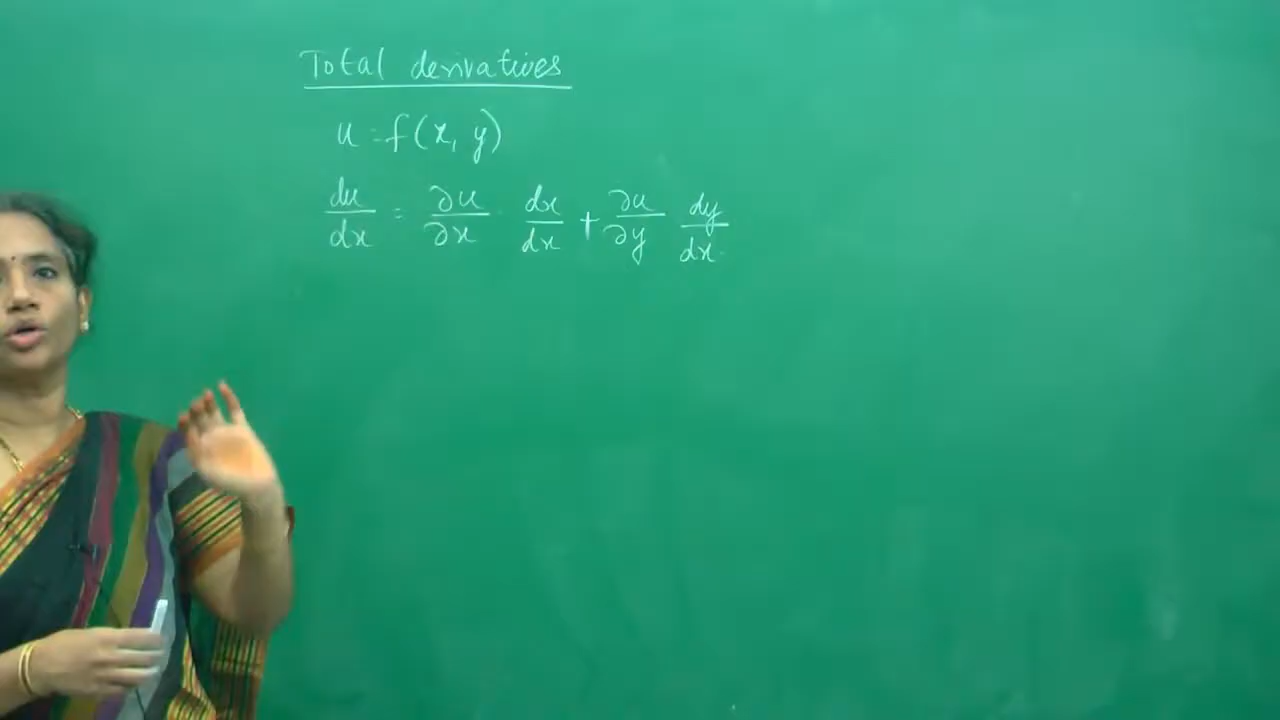 Total derivatives
u = f(x, y)
du/dx = ∂u/∂x · dx/dx + ∂u/∂y dy/dx.